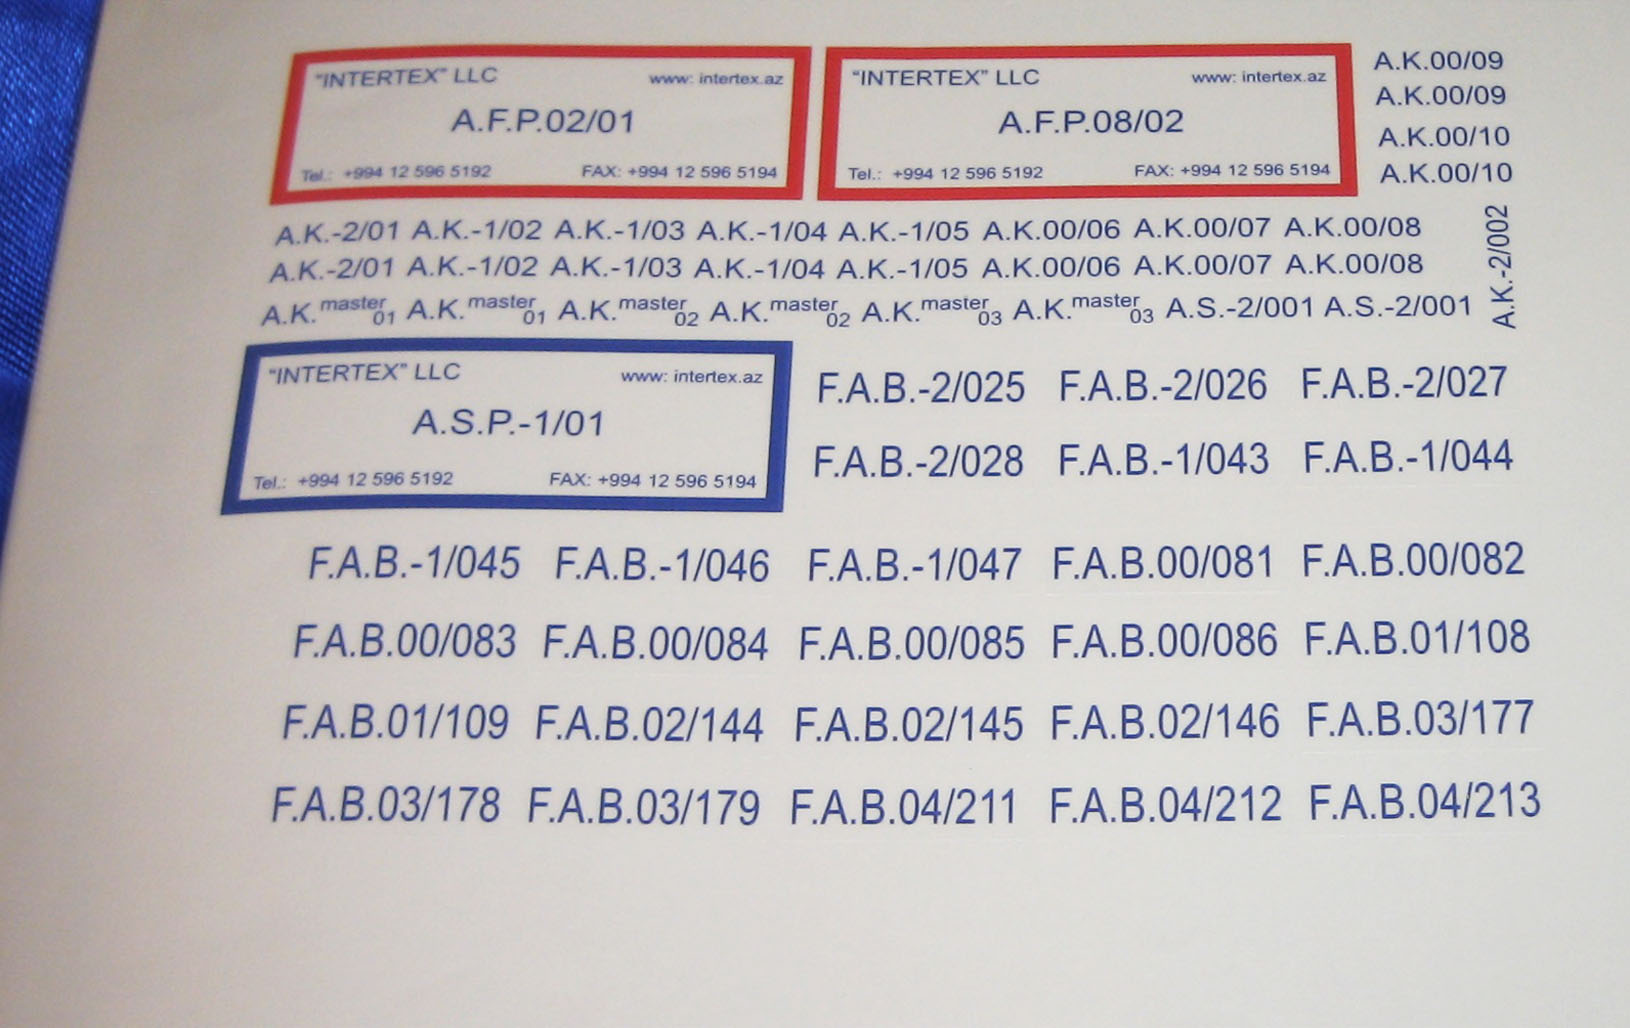 "INTERTEX" LLC www: intertex.az
A.F.P.02/01
Tel.: +994 12 596 5192 FAX: +994 12 596 5194
"INTERTEX" LLC www: intertex.az
A.F.P.08/02
Tel.: +994 12 596 5192 FAX: +994 12 596 5194
A.K.00/09
A.K.00/09
A.K.00/10
A.K.00/10
A.K.-2/01 A.K.-1/02 A.K.-1/03 A.K.-1/04 A.K.-1/05 A.K.00/06 A.K.00/07 A.K.00/08
A.K.-2/01 A.K.-1/02 A.K.-1/03 A.K.-1/04 A.K.-1/05 A.K.00/06 A.K.00/07 A.K.00/08
A.K.master01 A.K.master01 A.K.master02 A.K.master02 A.K.master03 A.K.master03 A.S.-2/001 A.S.-2/001
A.K.-2/002
"INTERTEX" LLC www: intertex.az
A.S.P.-1/01
Tel.: +994 12 596 5192 FAX: +994 12 596 5194
F.A.B.-2/025 F.A.B.-2/026 F.A.B.-2/027
F.A.B.-2/028 F.A.B.-1/043 F.A.B.-1/044
F.A.B.-1/045 F.A.B.-1/046 F.A.B.-1/047 F.A.B.00/081 F.A.B.00/082
F.A.B.00/083 F.A.B.00/084 F.A.B.00/085 F.A.B.00/086 F.A.B.01/108
F.A.B.01/109 F.A.B.02/144 F.A.B.02/145 F.A.B.02/146 F.A.B.03/177
F.A.B.03/178 F.A.B.03/179 F.A.B.04/211 F.A.B.04/212 F.A.B.04/213